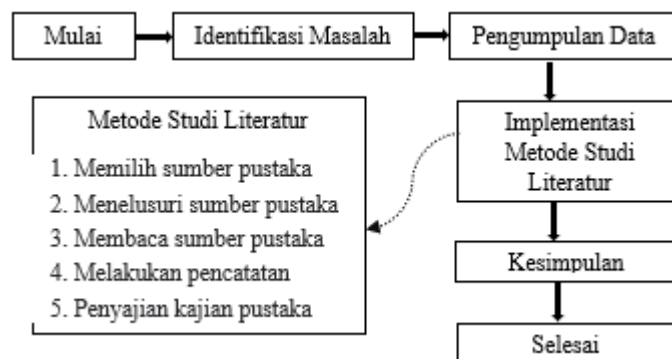 Mulai
Identifikasi Masalah
Pengumpulan Data
Implementasi
Metode Studi
Literatur
Metode Studi Literatur
1. Memilih sumber pustaka
2. Menelusuri sumber pustaka
3. Membaca sumber pustaka
4. Melakukan pencatatan
5. Penyajian kajian pustaka
Kesimpulan
Selesai